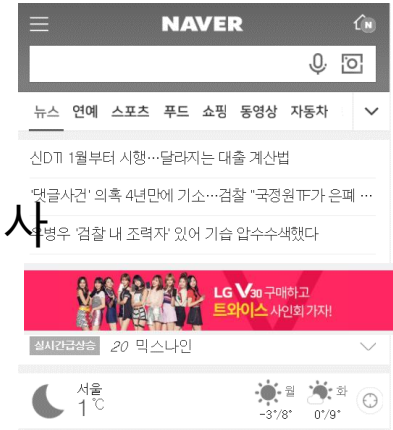 NAVER
N
뉴스 연예 스포츠 푸드 쇼핑 동영상 자동차
신DTI 1월부터 시행…달라지는 대출 계산법
'댓글사건' 의혹 4년만에 기소…검찰 "국정원TF가 은폐 …
사
우병우 '검찰 내 조력자' 있어 기습 압수수색했다
LG V30 구매하고
트와이스 사인회 가자!
실시간급상승 20 믹스나인
서울
1℃
월
-3°/8°
화
0°/9°